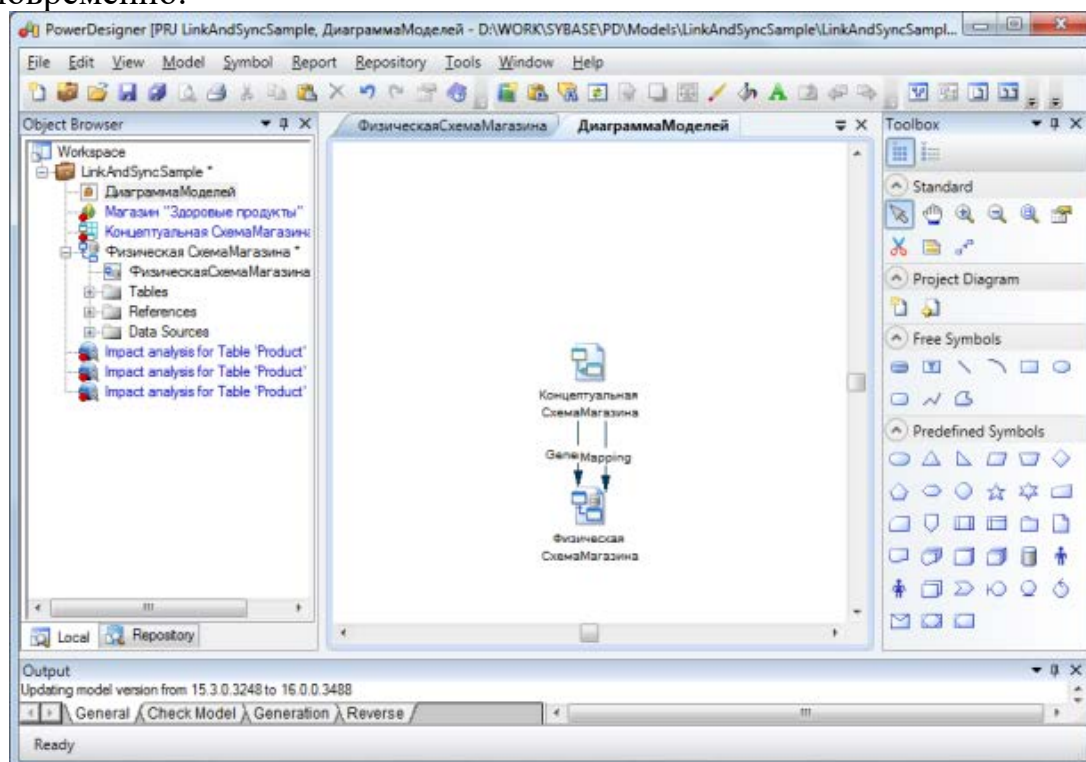 новременно.
PowerDesigner [PRJ LinkAndSyncSample, ДиаграммаМоделей - D:\WORK\SYBASE\PD\Models\LinkAndSyncSample\LinkAndSyncSampl...
File Edit View Model Symbol Report Repository Tools Window Help
Object Browser
Workspace
LinkAndSyncSample *
ДиаграммаМоделей
Магазин "Здоровые продукты"
Концептуальная СхемаМагазина
Физическая СхемаМагазина *
ФизическаяСхемаМагазина
Tables
References
Data Sources
Impact analysis for Table 'Product'
Impact analysis for Table 'Product'
Impact analysis for Table 'Product'
Local Repository
ФизическаяСхемаМагазина ДиаграммаМоделей
Концептуальная
СхемаМагазина
Gene Mapping
Физическая
СхемаМагазина
Toolbox
Standard
Project Diagram
Free Symbols
Predefined Symbols
Output
Updating model version from 15.3.0.3248 to 16.0.0.3488
General Check Model Generation Reverse
Ready